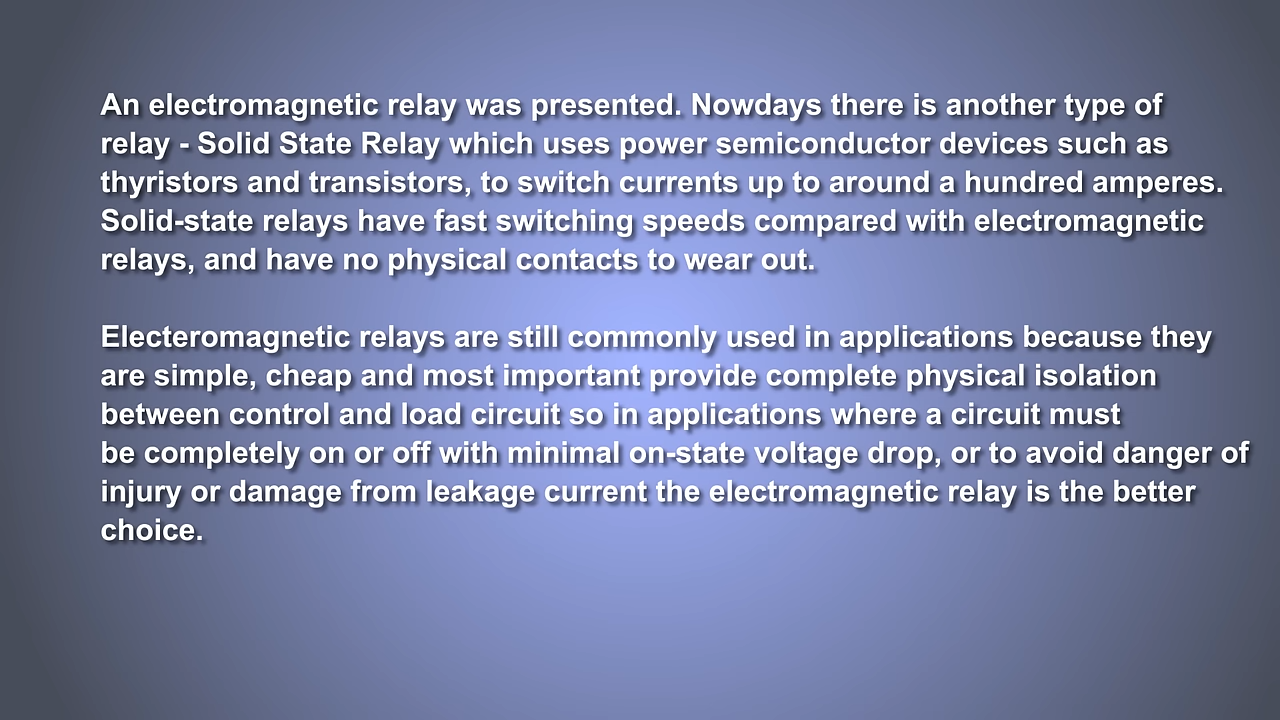 An electromagnetic relay was presented. Nowdays there is another type of
relay - Solid State Relay which uses power semiconductor devices such as
thyristors and transistors, to switch currents up to around a hundred amperes.
Solid-state relays have fast switching speeds compared with electromagnetic
relays, and have no physical contacts to wear out.

Electeromagnetic relays are still commonly used in applications because they
are simple, cheap and most important provide complete physical isolation
between control and load circuit so in applications where a circuit must
be completely on or off with minimal on-state voltage drop, or to avoid danger of
injury or damage from leakage current the electromagnetic relay is the better
choice.